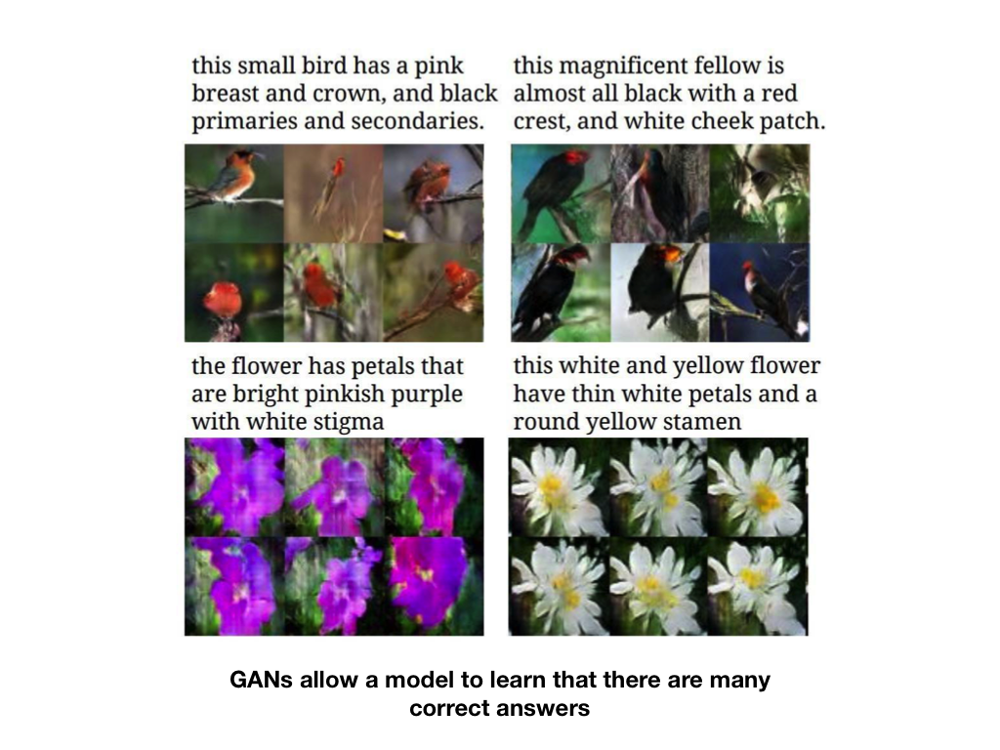 this small bird has a pink
breast and crown, and black
primaries and secondaries.
this magnificent fellow is
almost all black with a red
crest, and white cheek patch.
the flower has petals that
are bright pinkish purple
with white stigma
this white and yellow flower
have thin white petals and a
round yellow stamen
GANs allow a model to learn that there are many
correct answers